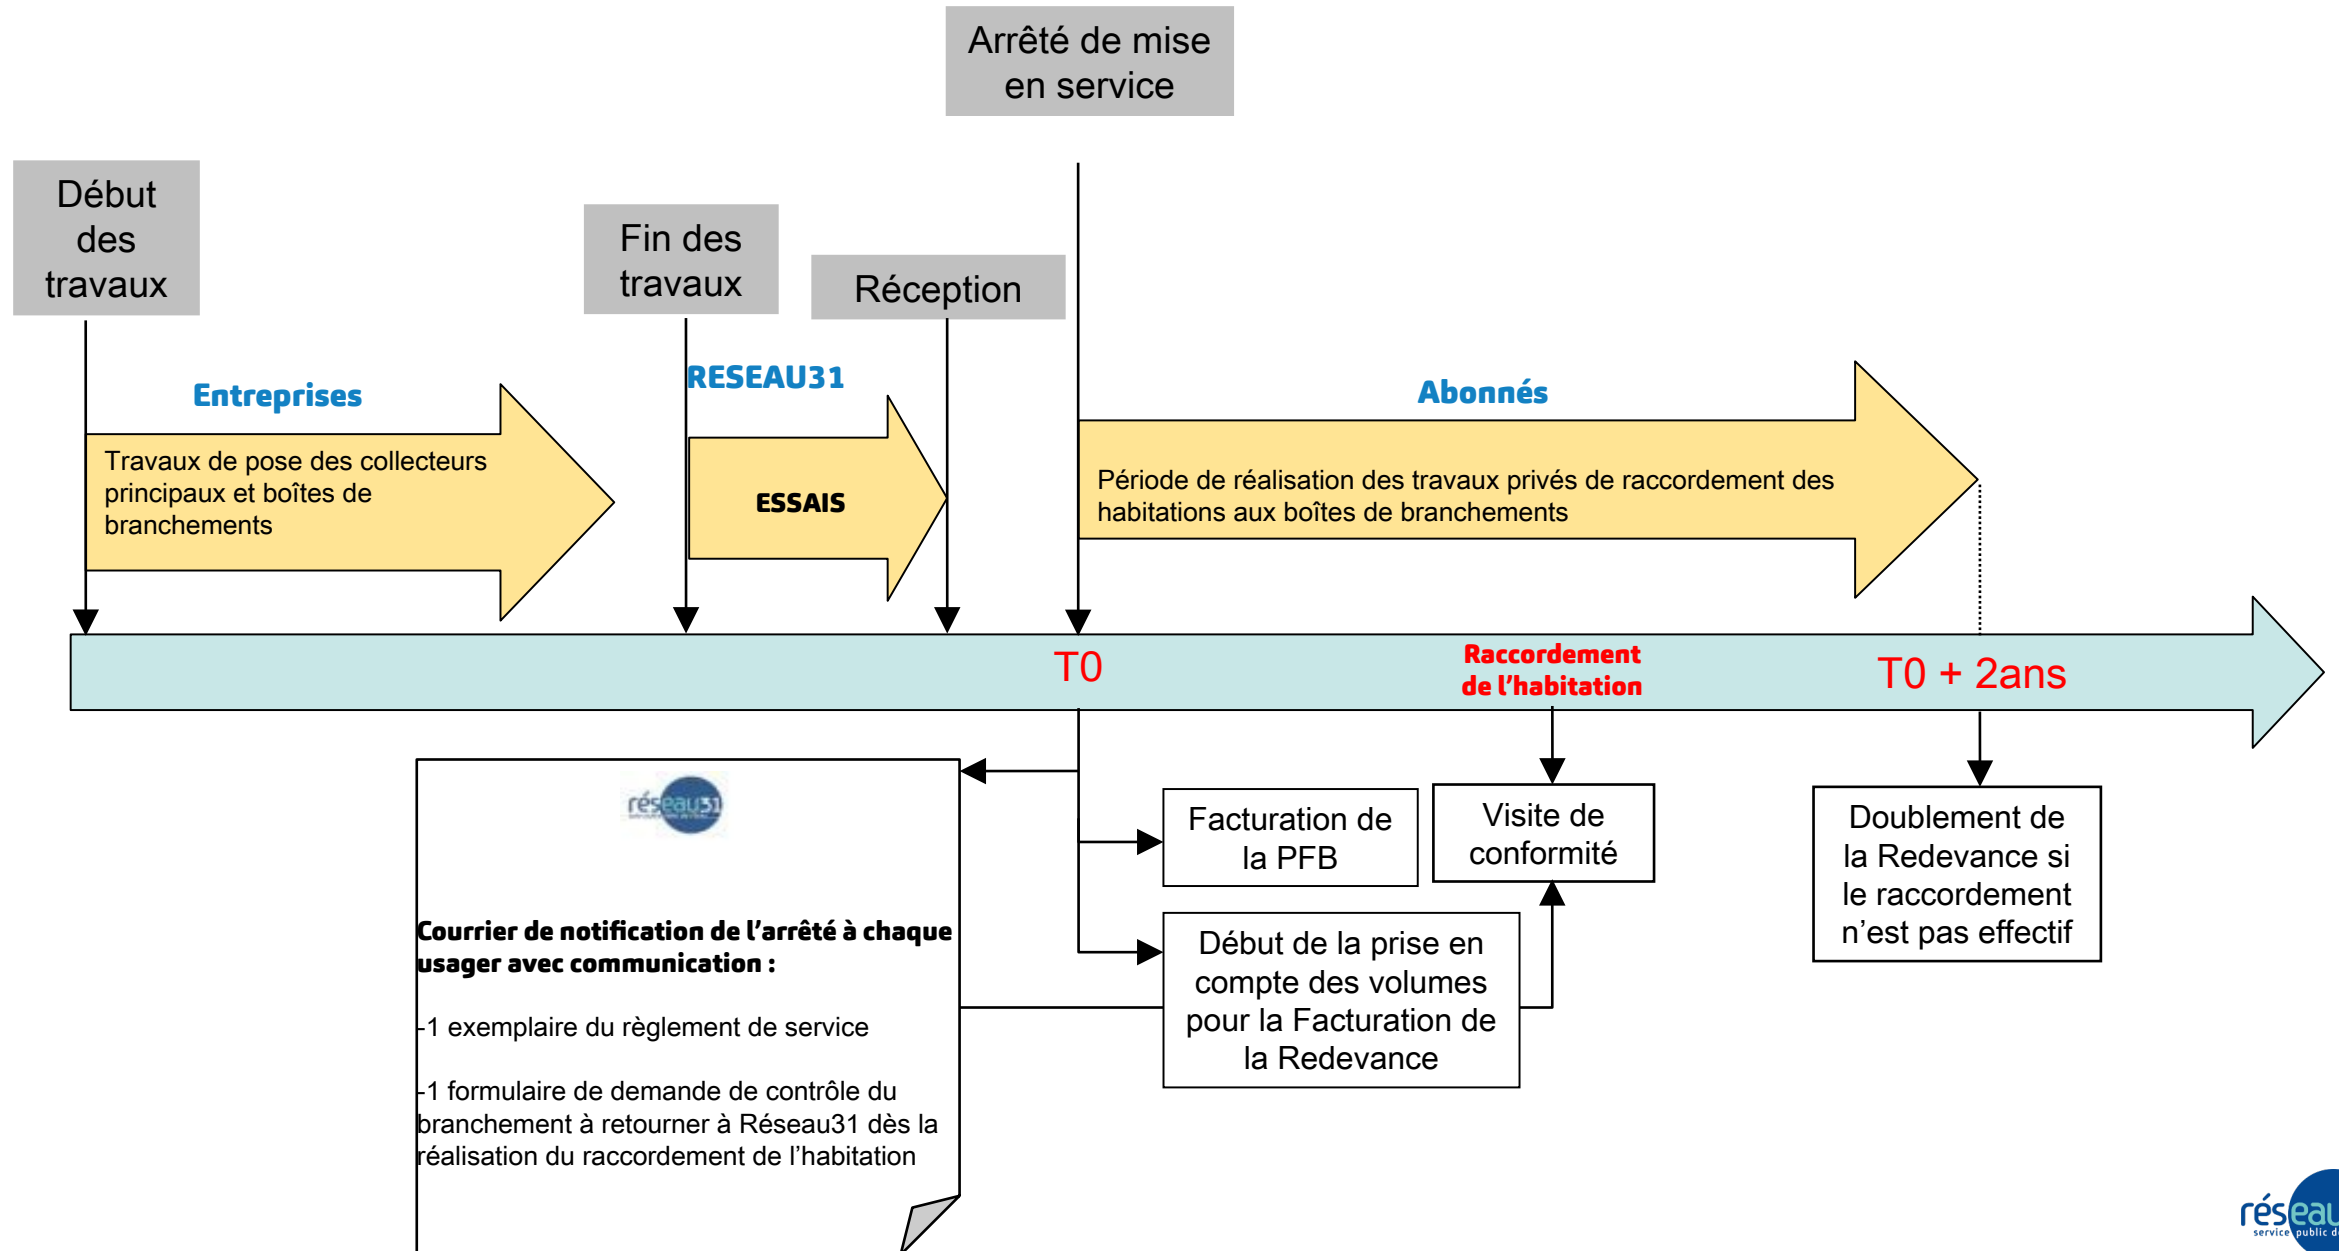 Arrêté de mise
en service
Début
des
travaux
Fin des
travaux
Réception
Entreprises
RESEAU31
Abonnés
Travaux de pose des collecteurs
principaux et boîtes de
branchements
ESSAIS
Période de réalisation des travaux privés de raccordement des
habitations aux boîtes de branchements
T0
Raccordement
de l’habitation
T0 + 2ans
réseau31
Facturation de
la PFB
Visite de
conformité
Doublement de
la Redevance si
le raccordement
n’est pas effectif
Courrier de notification de l’arrêté à chaque
usager avec communication :
-1 exemplaire du règlement de service
-1 formulaire de demande de contrôle du
branchement à retourner à Réseau31 dès la
réalisation du raccordement de l’habitation
Début de la prise en
compte des volumes
pour la Facturation de
la Redevance
réseau
service public d